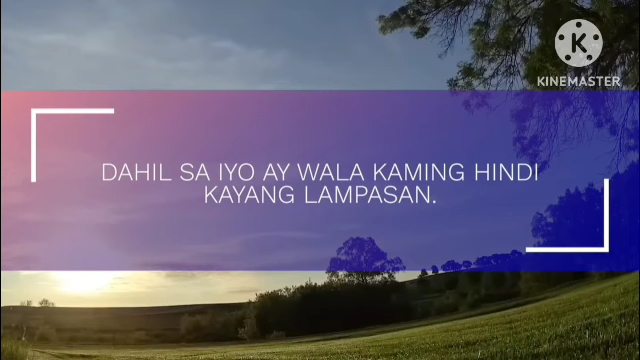 KINEMASTER
DAHIL SA IYO AY WALA KAMING HINDI
KAYANG LAMPASAN.